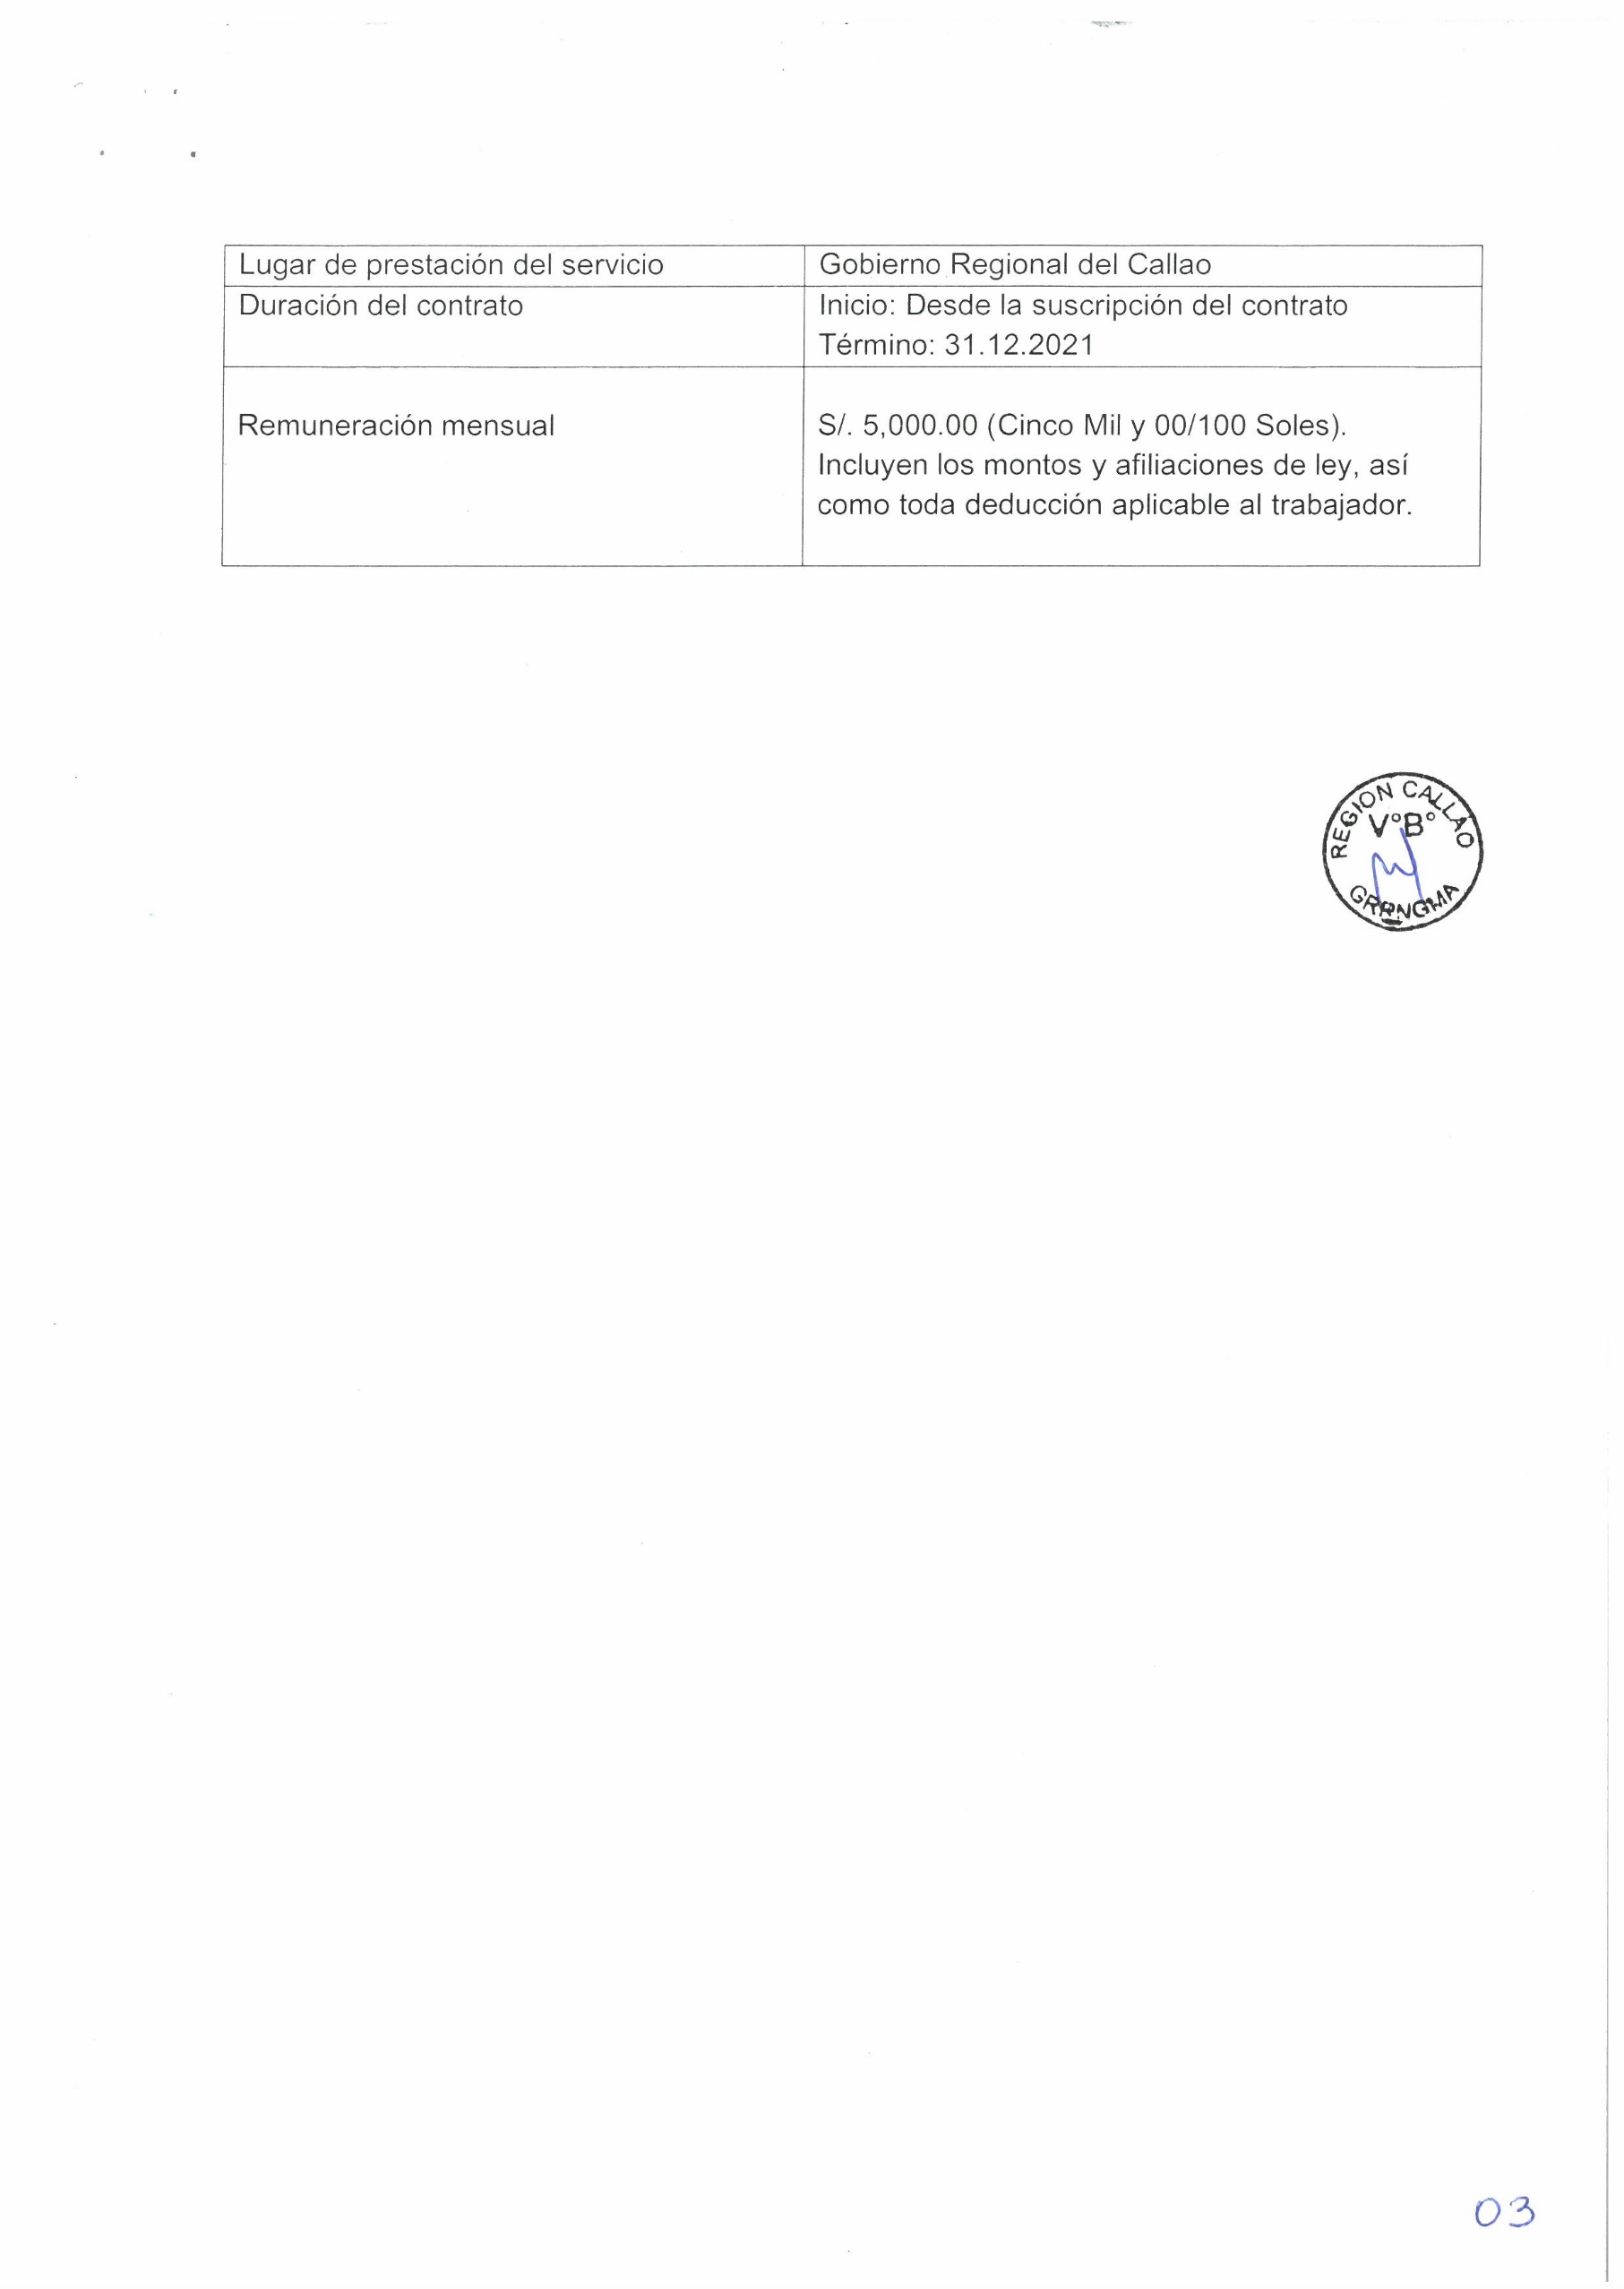 Lugar de prestación del servicio
Gobierno Regional del Callao
Duración del contrato
Inicio: Desde la suscripción del contrato
Término: 31.12.2021
Remuneración mensual
S/. 5,000.00 (Cinco Mil y 00/100 Soles).
Incluyen los montos y afiliaciones de ley, así
como toda deducción aplicable al trabajador.
REGION CALLAO
V°B°
GRRNGMA
03